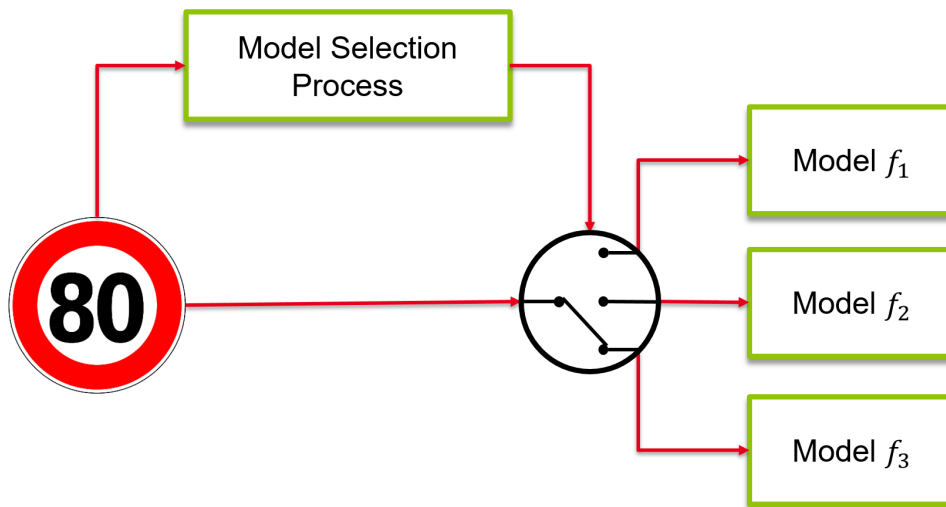 Model Selection
Process
Model f₁
80
Model f₂
Model f₃